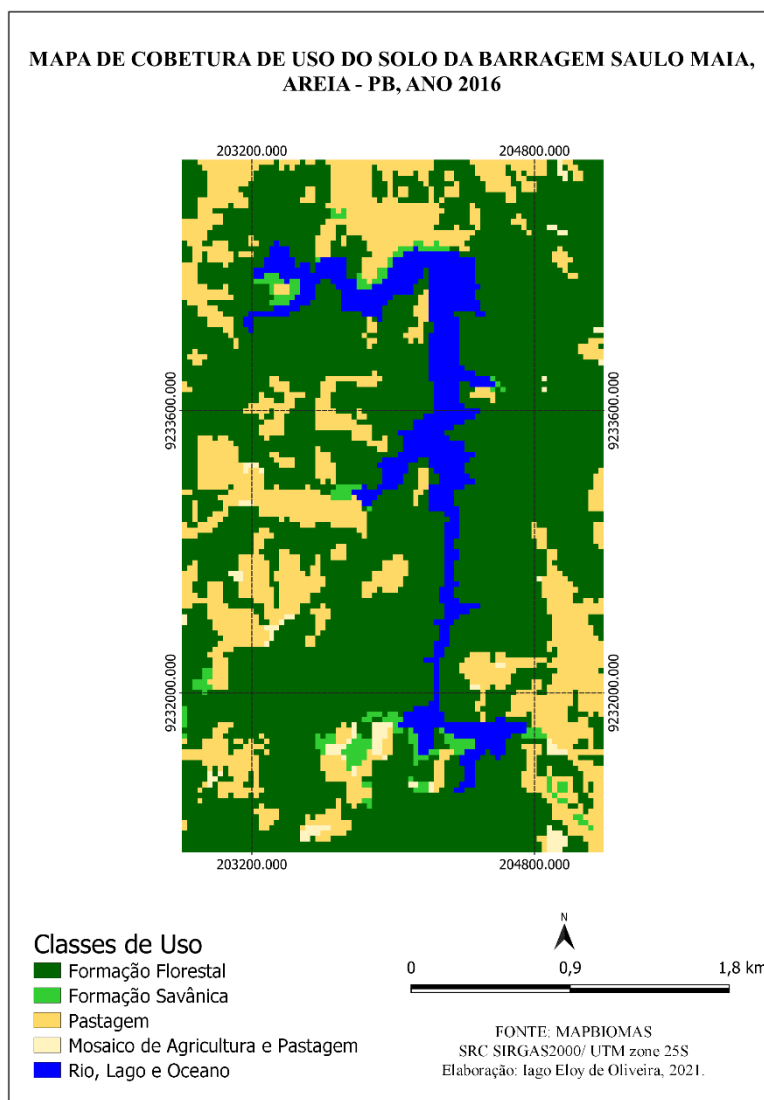 MAPA DE COBETURA DE USO DO SOLO DA BARRAGEM SAULO MAIA,
AREIA - PB, ANO 2016
203200.000 204800.000
9233600.000 9233600.000
9232000.000 9232000.000
203200.000 204800.000
Classes de Uso
Formação Florestal
Formação Savânica
Pastagem
Mosaico de Agricultura e Pastagem
Rio, Lago e Oceano
N
0 0,9 1,8 km
FONTE: MAPBIOMAS
SRC SIRGAS2000/ UTM zone 25S
Elaboração: Iago Eloy de Oliveira, 2021.